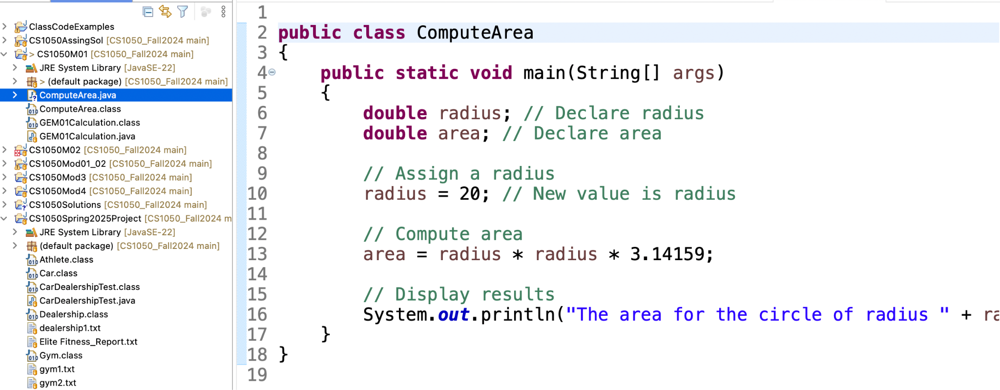 ClassCodeExamples
CS1050AssingSol [CS1050_Fall2024 main]
> CS1050M01 [CS1050_Fall2024 main]
JRE System Library [JavaSE-22]
> (default package) [CS1050_Fall2024 main]
ComputeArea.java
ComputeArea.class
GEM01Calculation.class
GEM01Calculation.java
CS1050M02 [CS1050_Fall2024 main]
CS1050Mod01_02 [CS1050_Fall2024 main]
CS1050Mod3 [CS1050_Fall2024 main]
CS1050Mod4 [CS1050_Fall2024 main]
CS1050Solutions [CS1050_Fall2024 main]
CS1050Spring2025Project [CS1050_Fall2024 m
JRE System Library [JavaSE-22]
(default package) [CS1050_Fall2024 main]
Athlete.class
Car.class
CarDealershipTest.class
CarDealershipTest.java
Dealership.class
dealership1.txt
Elite Fitness_Report.txt
Gym.class
gym1.txt
gym2.txt
1
2 public class ComputeArea
3 {
4 public static void main(String[] args)
5 {
6 double radius; // Declare radius
7 double area; // Declare area
8
9 // Assign a radius
10 radius = 20; // New value is radius
11
12 // Compute area
13 area = radius * radius * 3.14159;
14
15 // Display results
16 System.out.println("The area for the circle of radius " + ra
17 }
18 }
19